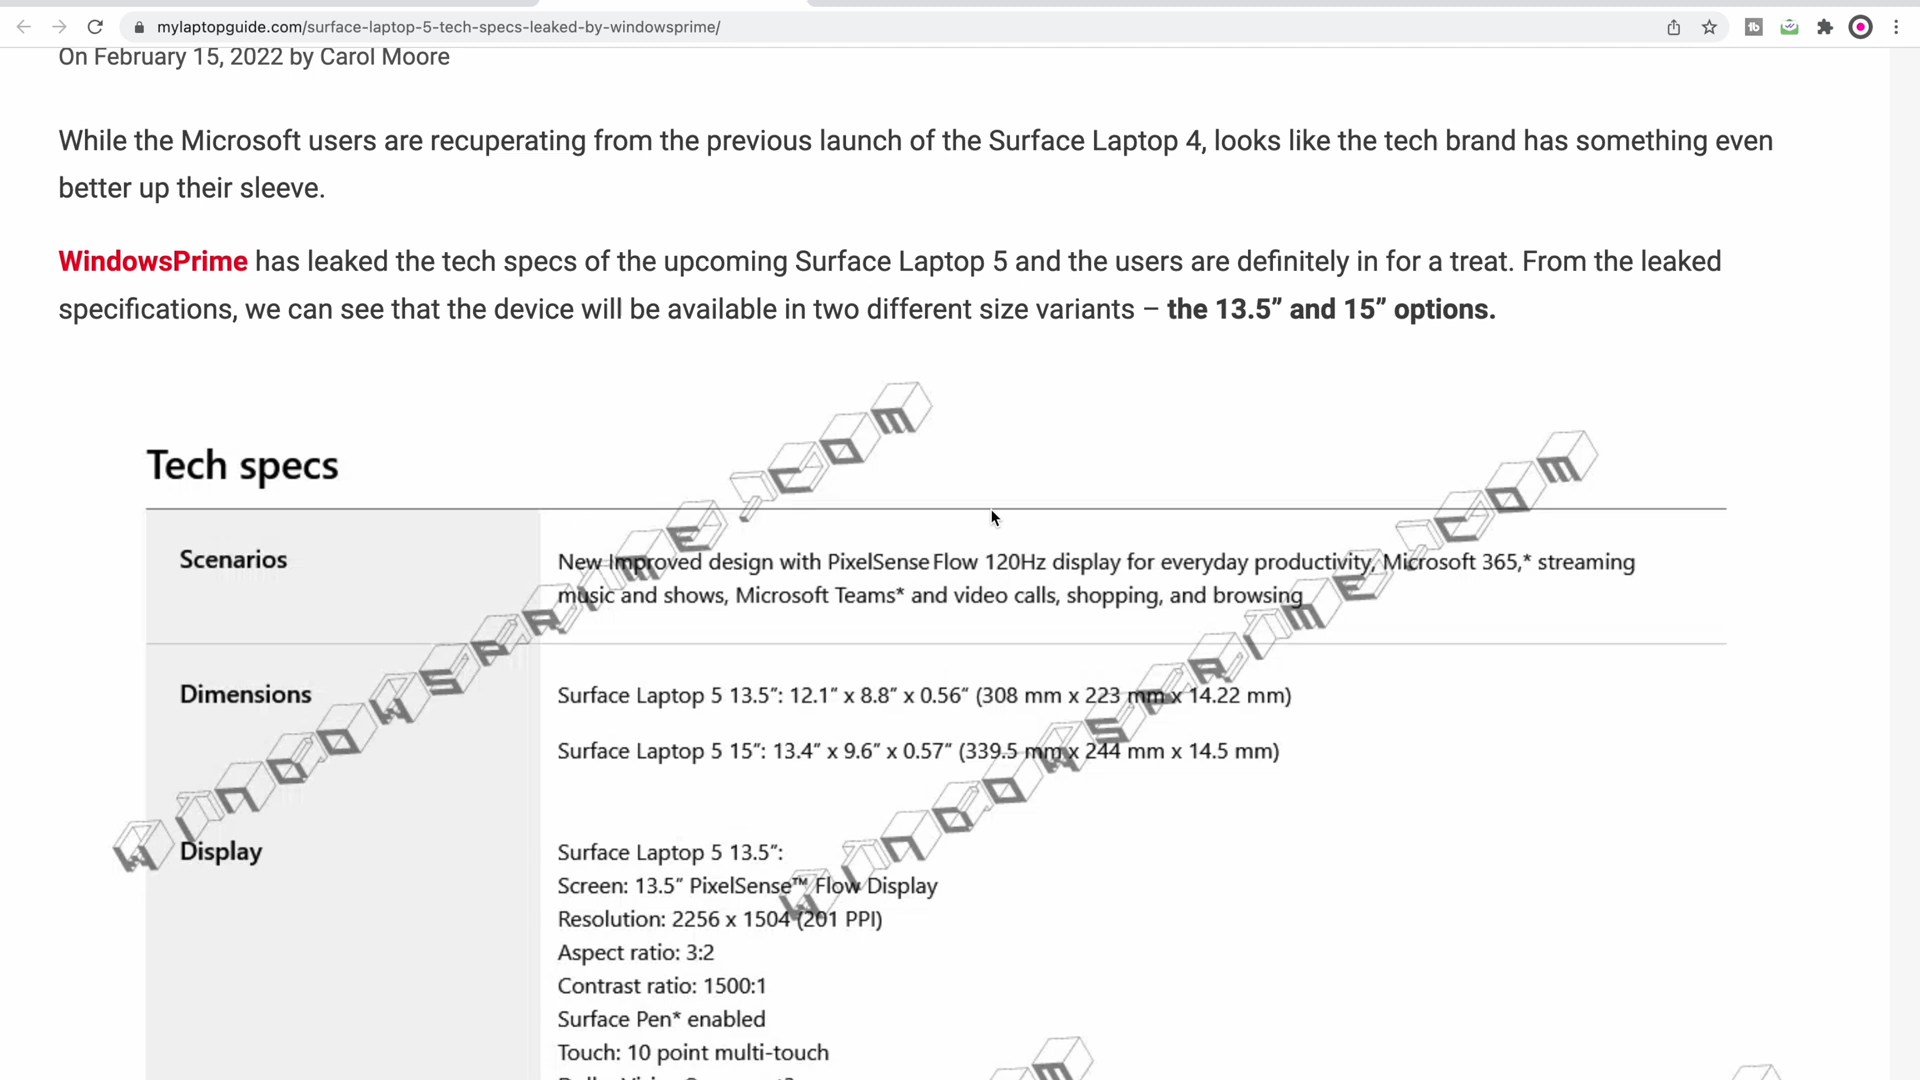 mylaptopguide.com/surface-laptop-5-tech-specs-leaked-by-windowsprime/
On February 15, 2022 by Carol Moore
While the Microsoft users are recuperating from the previous launch of the Surface Laptop 4, looks like the tech brand has something even
better up their sleeve.
WindowsPrime has leaked the tech specs of the upcoming Surface Laptop 5 and the users are definitely in for a treat. From the leaked
specifications, we can see that the device will be available in two different size variants – the 13.5” and 15” options.
Tech specs
Scenarios
New Improved design with PixelSense Flow 120Hz display for everyday productivity, Microsoft 365,* streaming
music and shows, Microsoft Teams* and video calls, shopping, and browsing
Dimensions
Surface Laptop 5 13.5”: 12.1” x 8.8” x 0.56” (308 mm x 223 mm x 14.22 mm)
Surface Laptop 5 15”: 13.4” x 9.6” x 0.57” (339.5 mm x 244 mm x 14.5 mm)
Display
Surface Laptop 5 13.5”:
Screen: 13.5” PixelSense™ Flow Display
Resolution: 2256 x 1504 (201 PPI)
Aspect ratio: 3:2
Contrast ratio: 1500:1
Surface Pen* enabled
Touch: 10 point multi-touch
WINDOWSPRIME.COM
WINDOWSPRIME.COM